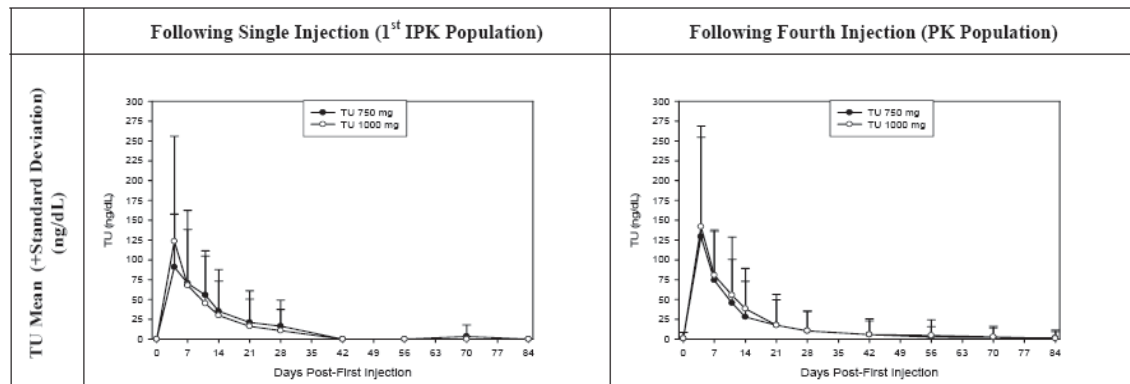 Following Single Injection (1st IPK Population)
Following Fourth Injection (PK Population)
TU Mean (+Standard Deviation)
(ng/dL)
TU (ng/dL)
300
275
250
225
200
175
150
125
100
75
50
25
0
TU 750 mg
TU 1000 mg
0 7 14 21 28 35 42 49 56 63 70 77 84
Days Post-First Injection
TU (ng/dL)
300
275
250
225
200
175
150
125
100
75
50
25
0
TU 750 mg
TU 1000 mg
0 7 14 21 28 35 42 49 56 63 70 77 84
Days Post-First Injection